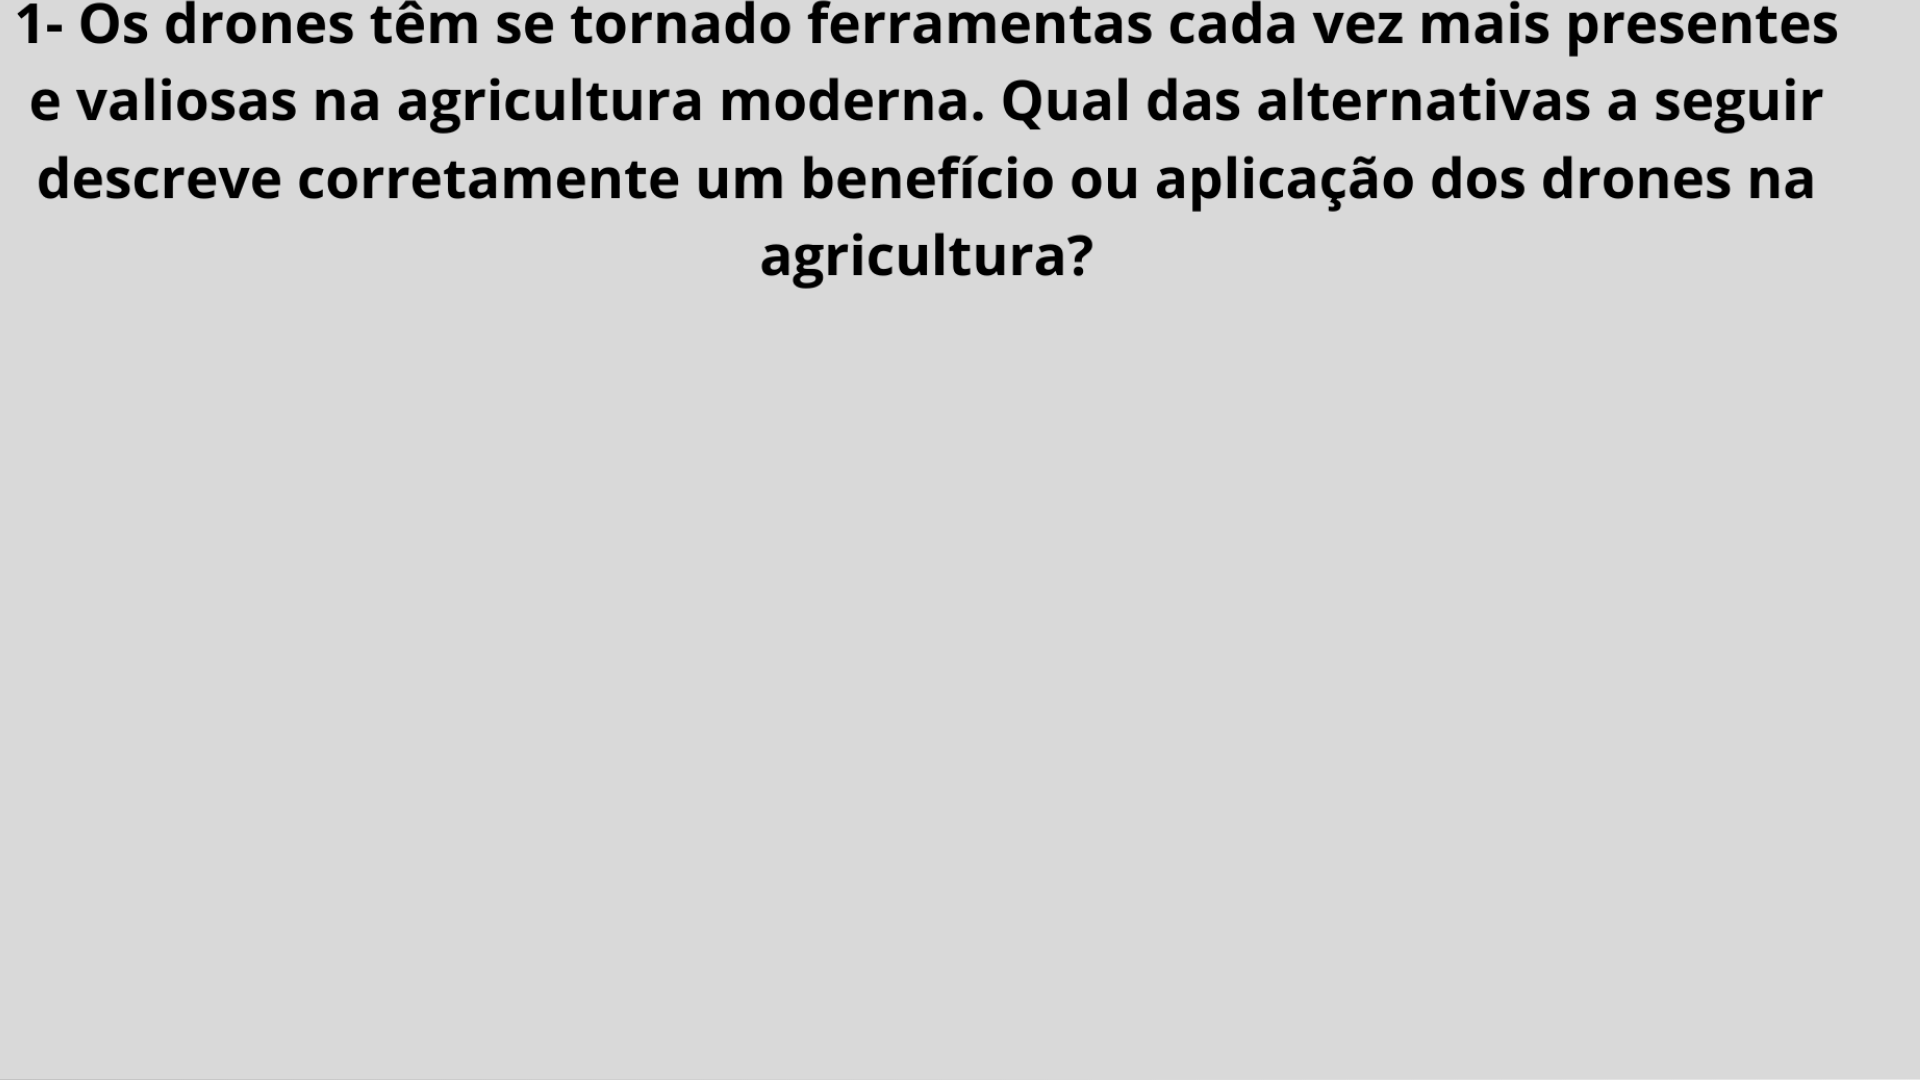 1- Os drones têm se tornado ferramentas cada vez mais presentes
e valiosas na agricultura moderna. Qual das alternativas a seguir
descreve corretamente um benefício ou aplicação dos drones na
agricultura?